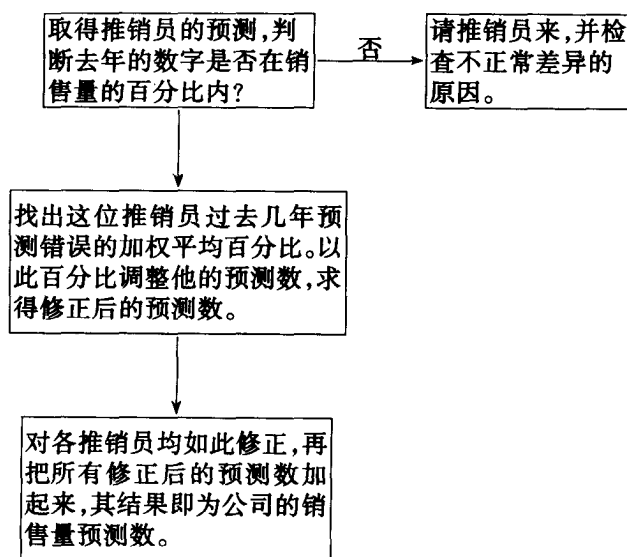 取得推销员的预测,判
断去年的数字是否在销
售量的百分比内?
否
请推销员来,并检
查不正常差异的
原因。
找出这位推销员过去几年预
测错误的加权平均百分比。以
此百分比调整他的预测数,求
得修正后的预测数。
对各推销员均如此修正,再
把所有修正后的预测数加
起来,其结果即为公司的销
售量预测数。